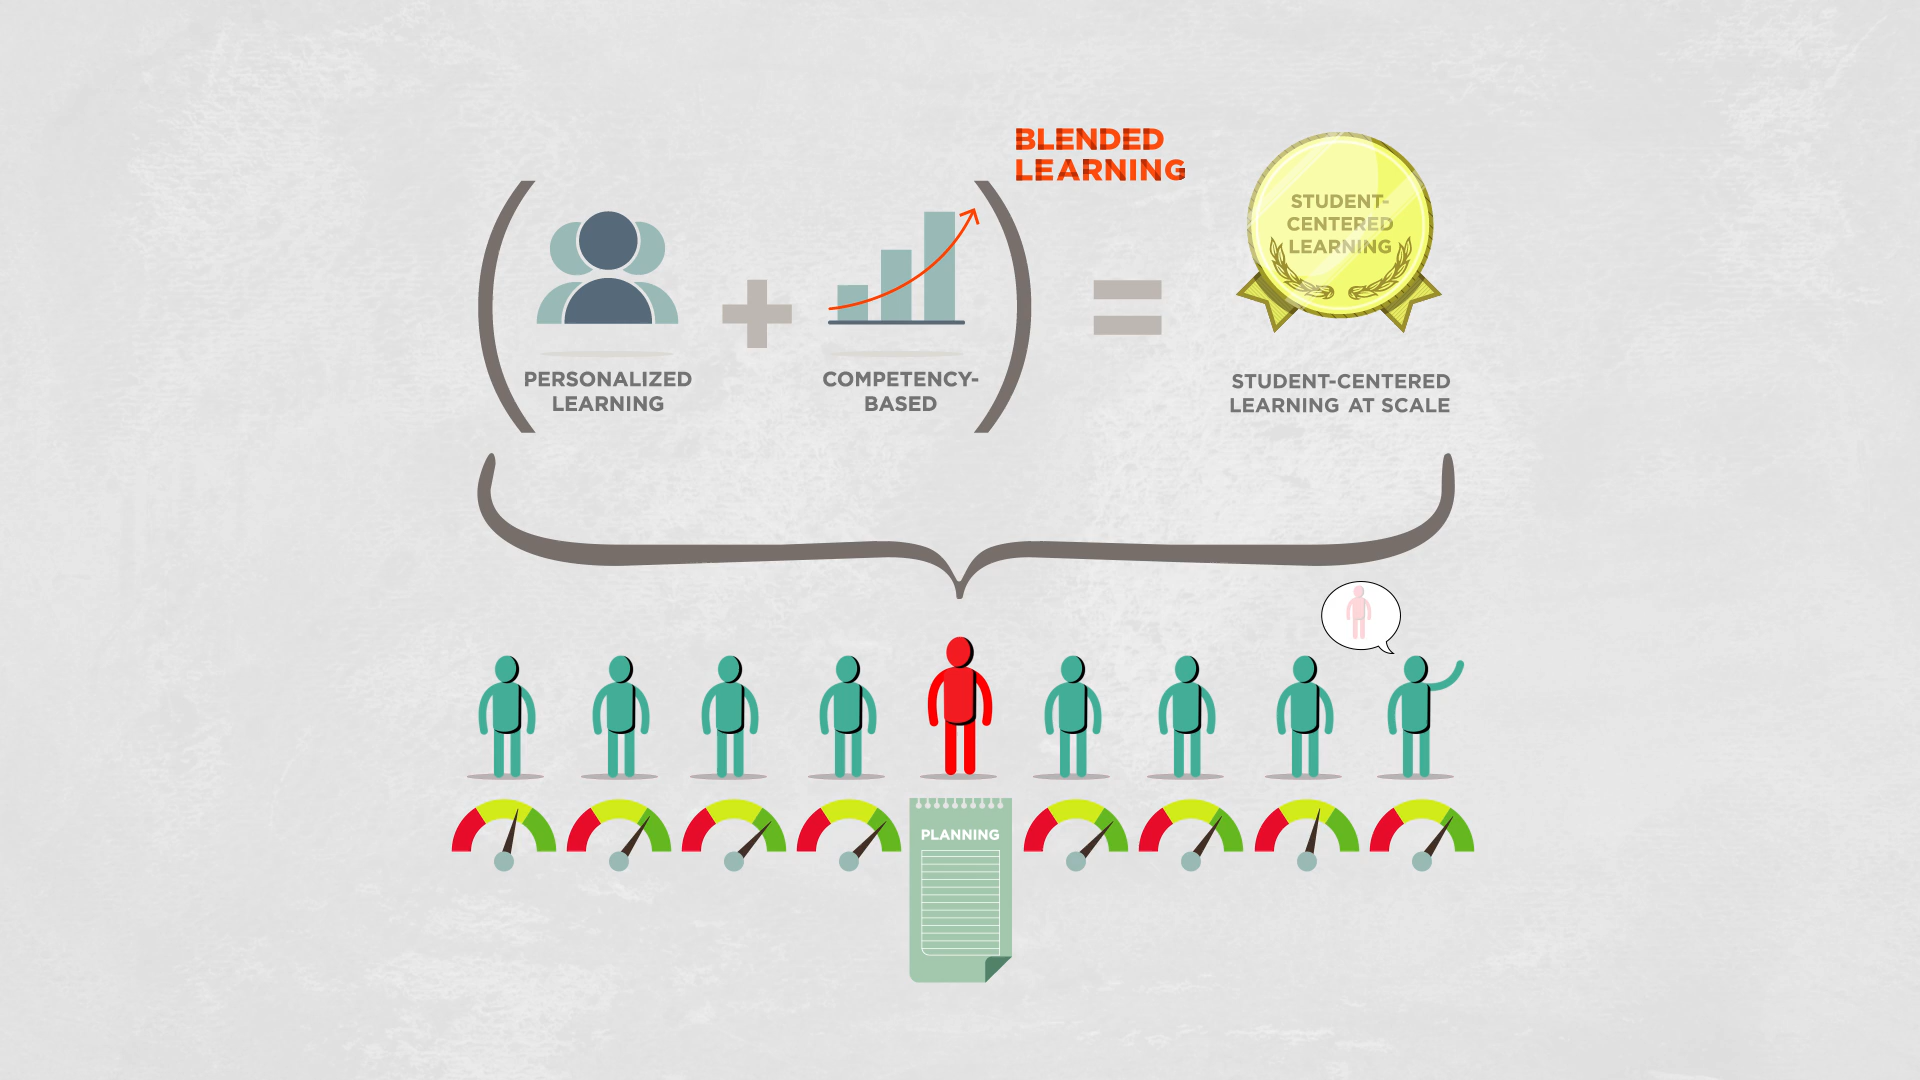 BLENDED
LEARNING
STUDENT-
CENTERED
LEARNING
PERSONALIZED
LEARNING
COMPETENCY-
BASED
STUDENT-CENTERED
LEARNING AT SCALE
PLANNING